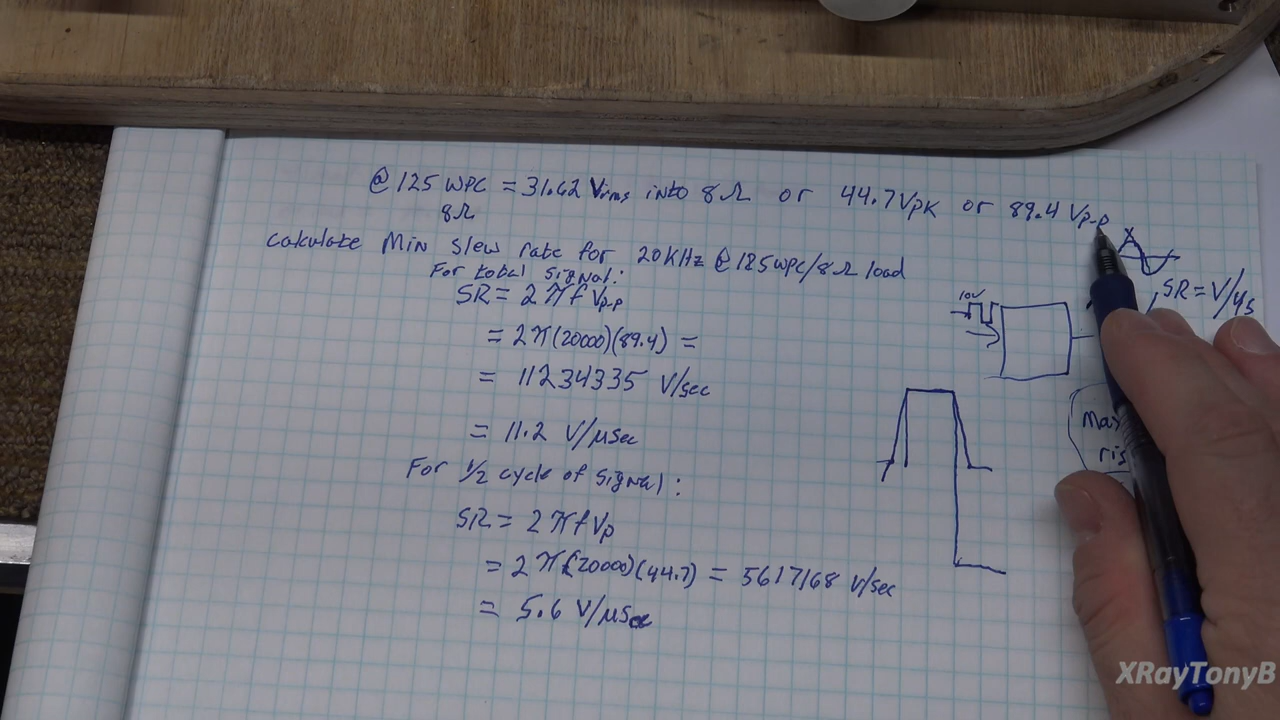 @ 125 WPC = 31.62 Vrms into 8Ω or 44.7 VpK or 89.4 Vp-p
8Ω
Calculate Min Slew rate for 20KHz @ 125WPC/8Ω load
For total signal:
SR = 2πf Vp-p
= 2π(20000)(89.4) =
= 11234335 V/sec
= 11.2 V/μSec
For 1/2 cycle of signal:
SR = 2πf Vp
= 2π(20000)(44.7) = 5617168 V/sec
= 5.6 V/μSec
SR = V/μs
10V
Max
ris
XRayTonyB